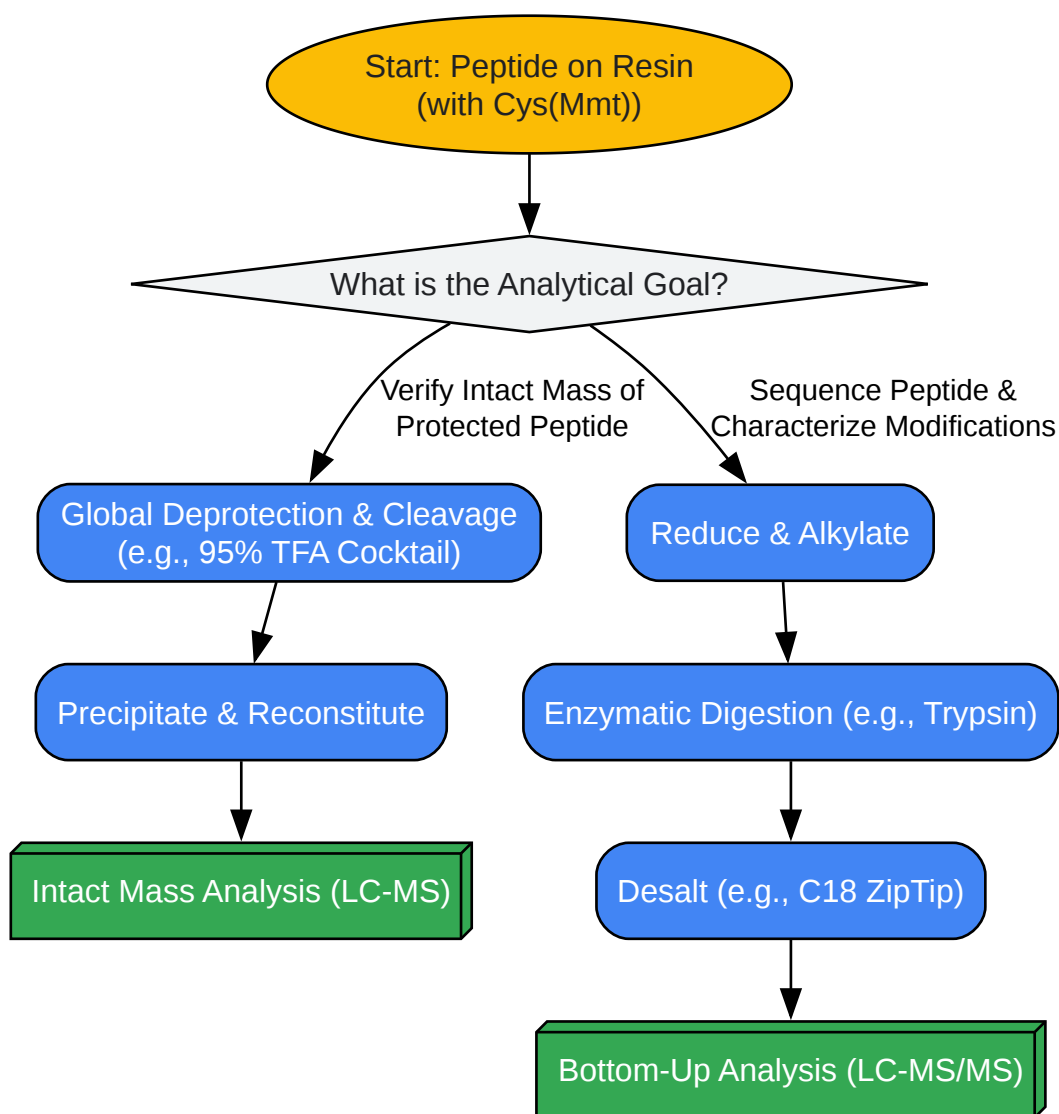 Start: Peptide on Resin
(with Cys(Mmt))
What is the Analytical Goal?
Verify Intact Mass of
Protected Peptide
Sequence Peptide &
Characterize Modifications
Global Deprotection & Cleavage
(e.g., 95% TFA Cocktail)
Reduce & Alkylate
Precipitate & Reconstitute
Enzymatic Digestion (e.g., Trypsin)
Intact Mass Analysis (LC-MS)
Desalt (e.g., C18 ZipTip)
Bottom-Up Analysis (LC-MS/MS)